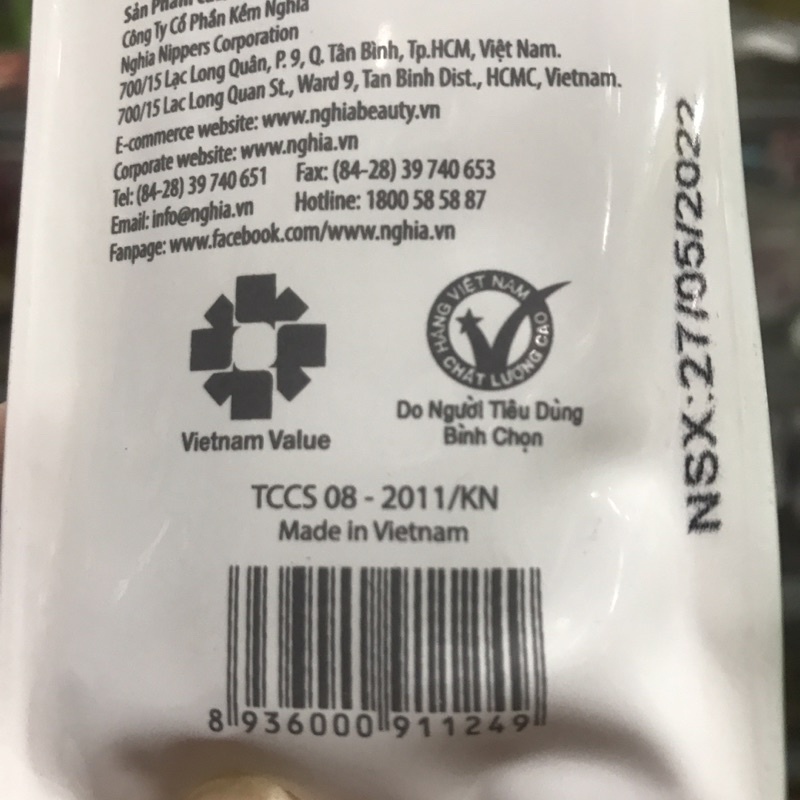 Sản Phẩm
Công Ty Cổ Phần Kềm Nghĩa
Nghia Nippers Corporation
700/15 Lạc Long Quân, P. 9, Q. Tân Bình, Tp.HCM, Việt Nam.
700/15 Lac Long Quan St., Ward 9, Tan Binh Dist., HCMC, Vietnam.
E-commerce website: www.nghiabeauty.vn
Corporate website: www.nghia.vn
Tel: (84-28) 39 740 651 Fax: (84-28) 39 740 653
Email: info@nghia.vn Hotline: 1800 58 58 87
Fanpage: www.facebook.com/www.nghia.vn
HÀNG VIỆT NAM
CHẤT LƯỢNG CAO
Vietnam Value
Do Người Tiêu Dùng
Bình Chọn
TCCS 08 - 2011/KN
Made in Vietnam
8 936000 911249
NSX:27/05/2022